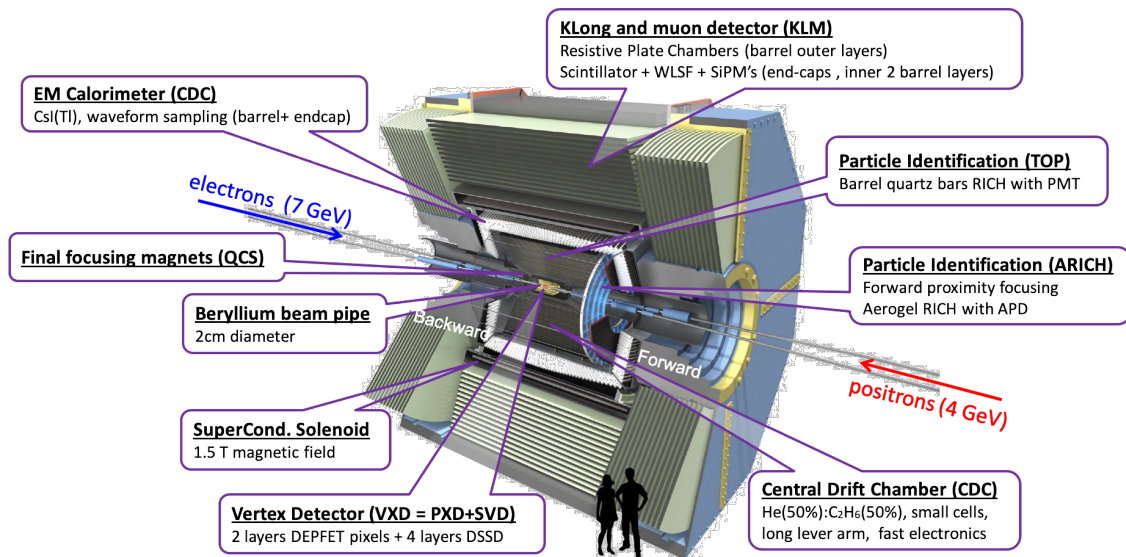 KLong and muon detector (KLM)
Resistive Plate Chambers (barrel outer layers)
Scintillator + WLSF + SiPM's (end-caps , inner 2 barrel layers)
EM Calorimeter (CDC)
CsI(Tl), waveform sampling (barrel+ endcap)
Particle Identification (TOP)
Barrel quartz bars RICH with PMT
electrons (7 GeV)
Final focusing magnets (QCS)
Particle Identification (ARICH)
Forward proximity focusing
Aerogel RICH with APD
Beryllium beam pipe
2cm diameter
Backward
Forward
positrons (4 GeV)
SuperCond. Solenoid
1.5 T magnetic field
Vertex Detector (VXD = PXD+SVD)
2 layers DEPFET pixels + 4 layers DSSD
Central Drift Chamber (CDC)
He(50%):C₂H₆(50%), small cells,
long lever arm, fast electronics